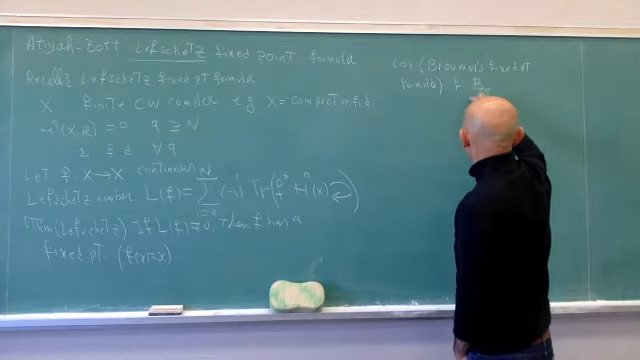 Atiyah-Bott Lefschetz fixed point formula
Recall: Lefschetz fixed pt formula
X finite CW complex e.g X = compact mfld
H^q(X, R) = 0 q ≥ N
& f d ∀ q
Let f: X → X continuous
Lefschetz number L(f) = Σ_{i=0}^{N} (-1)^i Tr(f^*: H^q(X) ↩)
Thm (Lefschetz) If L(f) ≠ 0, then f has a
fixed pt. (f(x)=x)
Cor (Brouwer's fixed pt
formula) f B